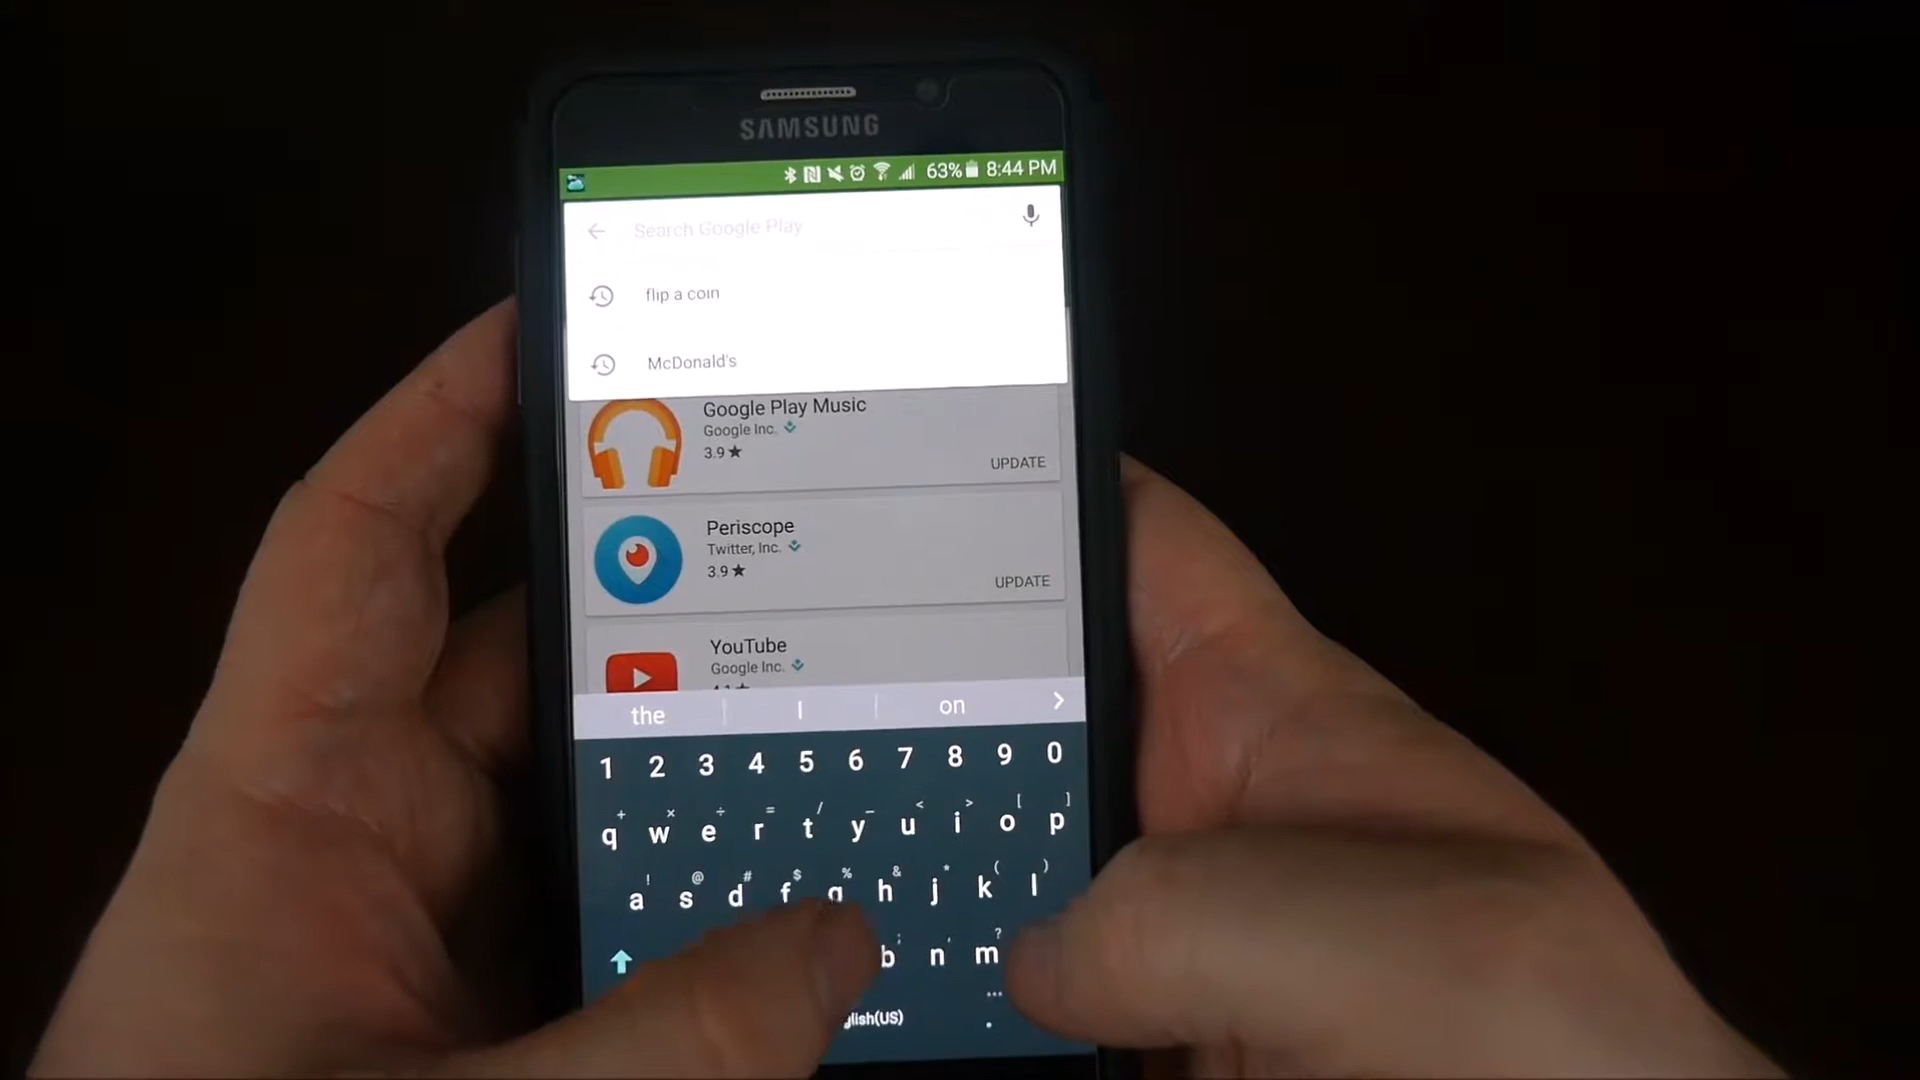 SAMSUNG
63% 8:44 PM
Search Google Play
flip a coin
McDonald's
Google Play Music
Google Inc.
3.9★
UPDATE
Periscope
Twitter, Inc.
3.9★
UPDATE
YouTube
Google Inc.
the I on >
1 2 3 4 5 6 7 8 9 0
+ × ÷ = / _ < > [ ]
q w e r t y u i o p
! @ # $ % & * ( )
a s d f g h j k l
; ' ?
b n m
glish(US) .